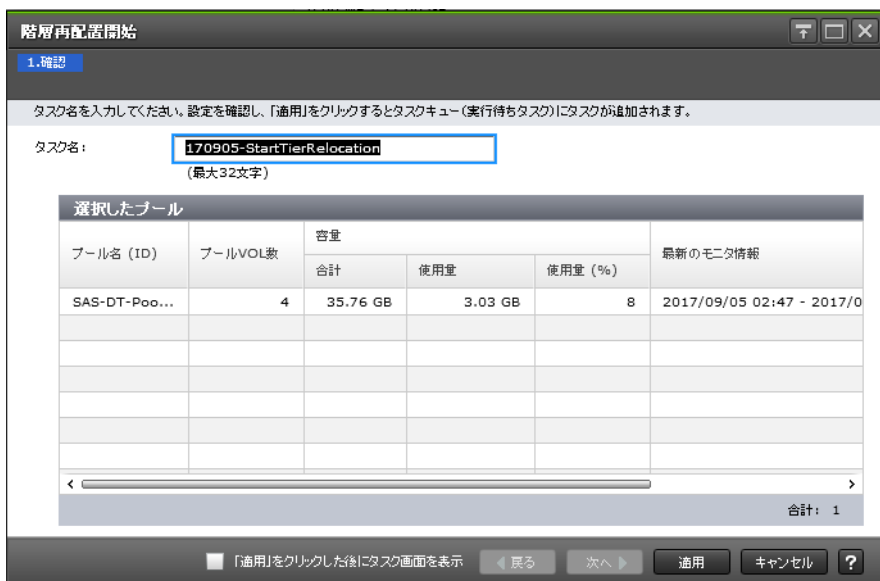 階層再配置開始
1.確認
タスク名を入力してください。設定を確認し、「適用」をクリックするとタスクキュー(実行待ちタスク)にタスクが追加されます。
タスク名:
170905-StartTierRelocation
(最大32文字)
選択したプール
プール名 (ID)
プールVOL数
容量
合計
使用量
使用量 (%)
最新のモニタ情報
SAS-DT-Poo... 4 35.76 GB 3.03 GB 8 2017/09/05 02:47 - 2017/0
合計: 1
「適用」をクリックした後にタスク画面を表示 戻る 次へ 適用 キャンセル ?